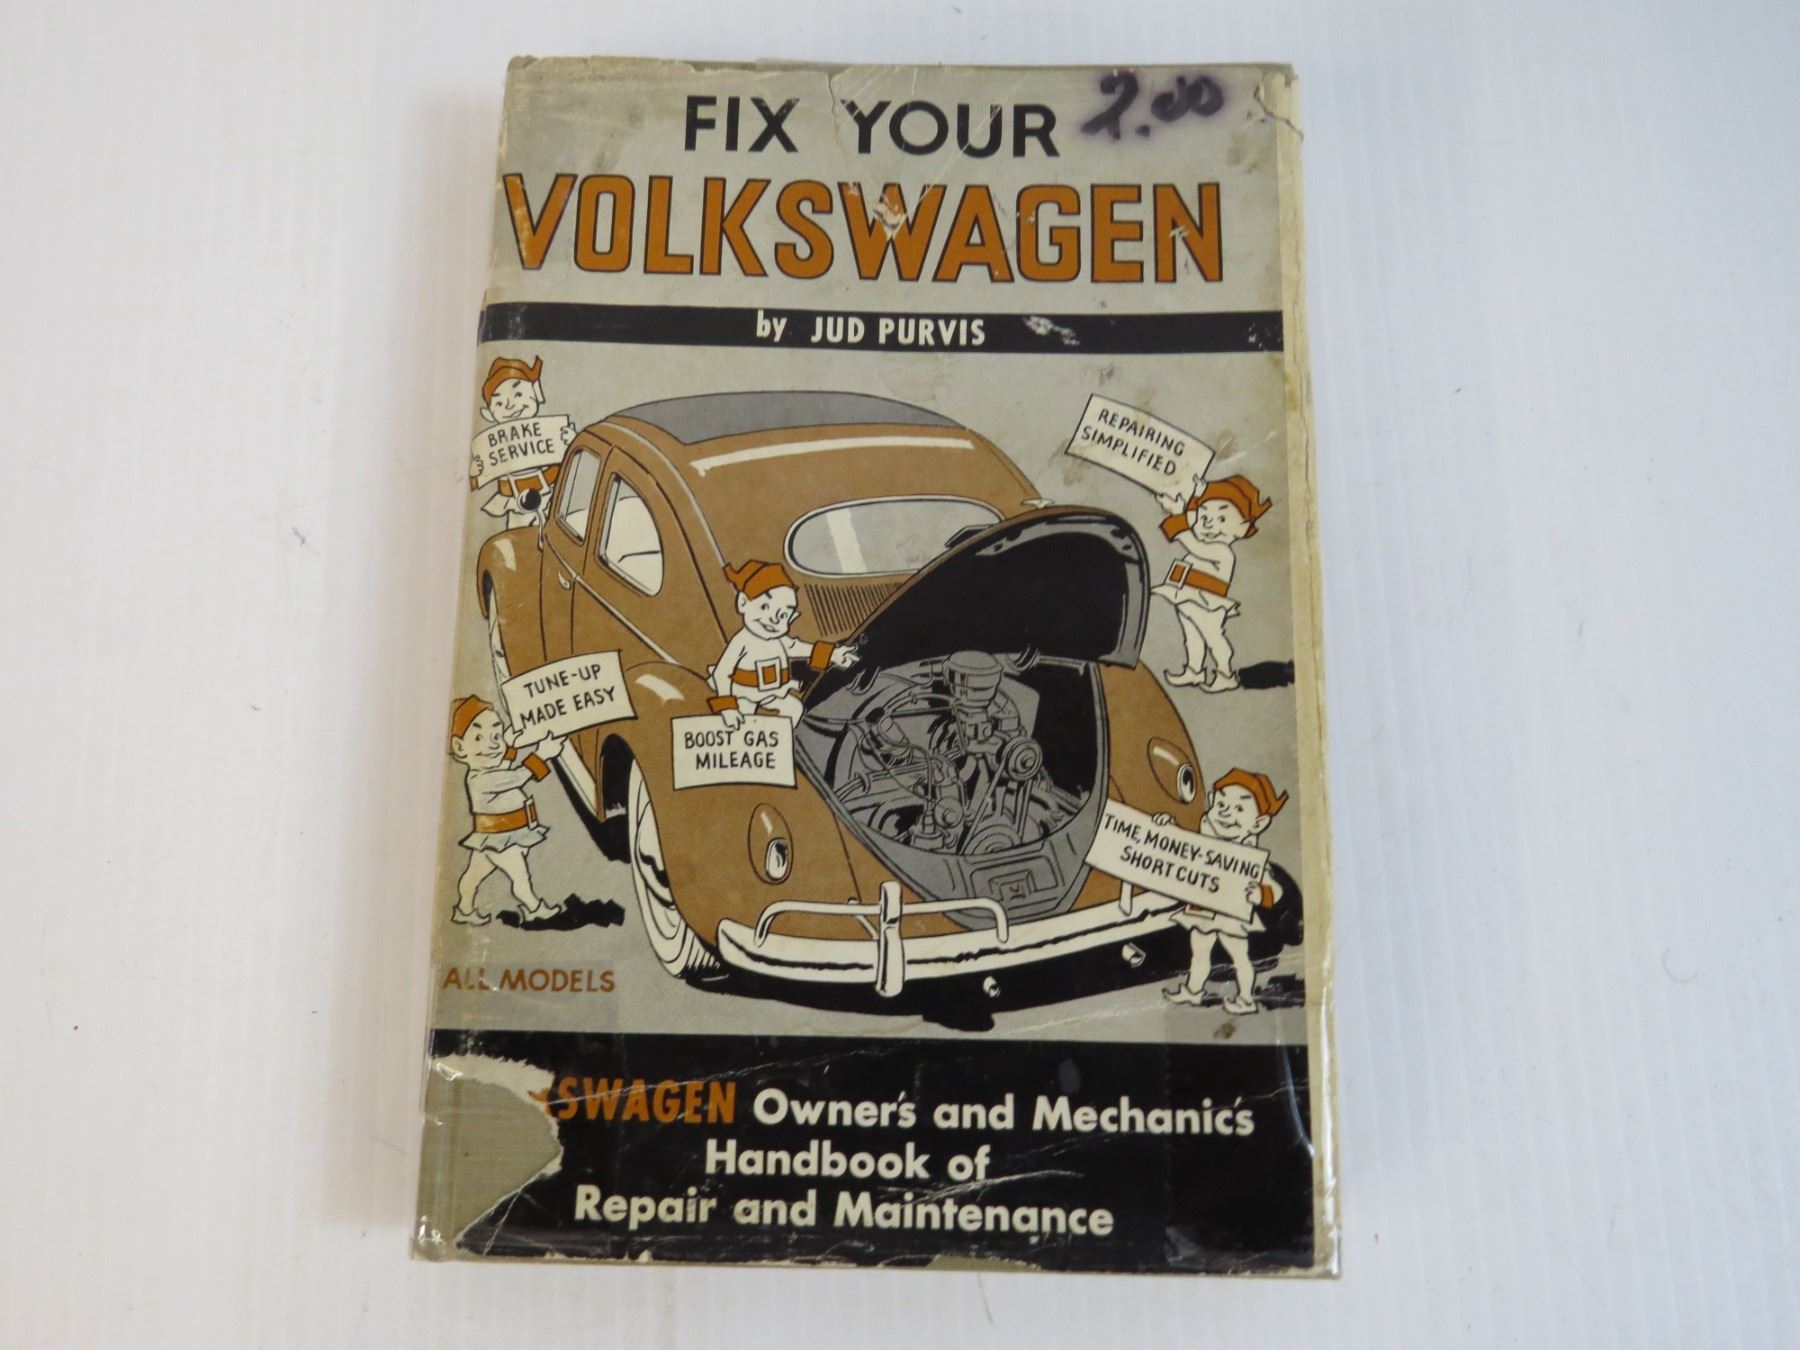 FIX YOUR 2.00
VOLKSWAGEN
by JUD PURVIS
BRAKE
SERVICE
REPAIRING
SIMPLIFIED
TUNE-UP
MADE EASY
BOOST GAS
MILEAGE
TIME, MONEY-SAVING
SHORT CUTS
ALL MODELS
KSWAGEN Owner's and Mechanic's
Handbook of
Repair and Maintenance